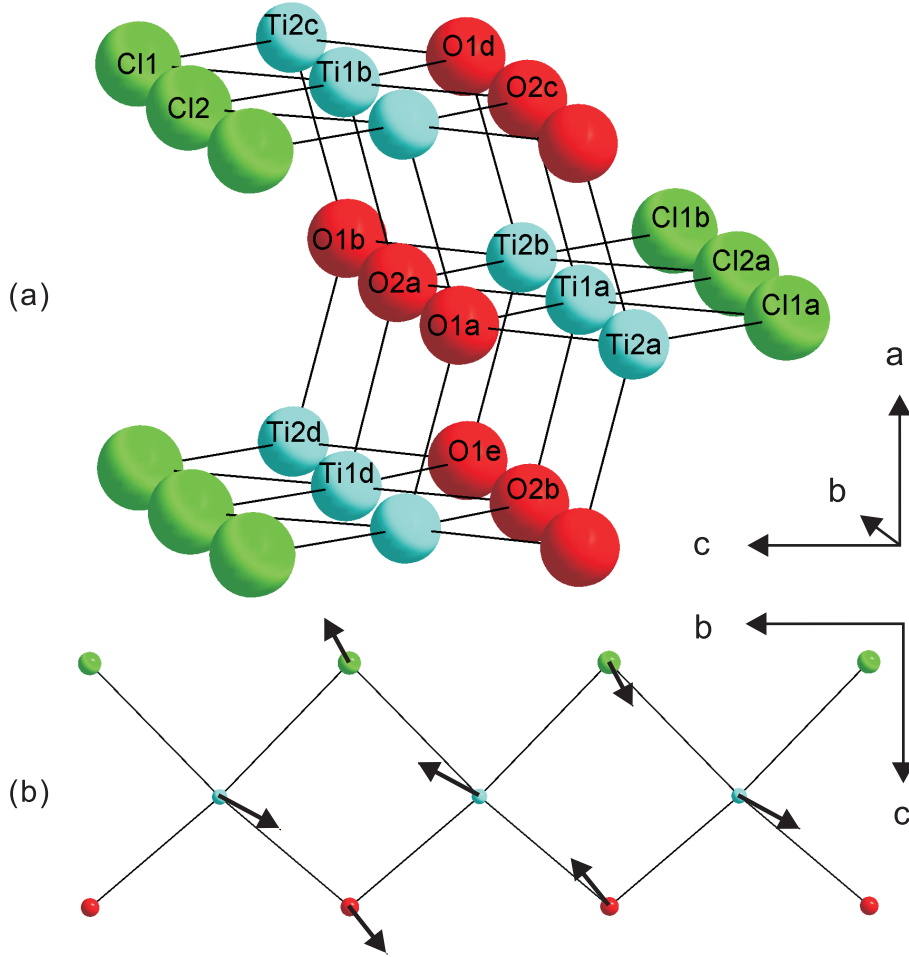 Ti2c
O1d
Cl1
Ti1b
O2c
Cl2
Cl1b
O1b
Ti2b
Cl2a
(a)
O2a
Ti1a
Cl1a
O1a
Ti2a
a
Ti2d
O1e
Ti1d
O2b
b
c
b
(b)
c